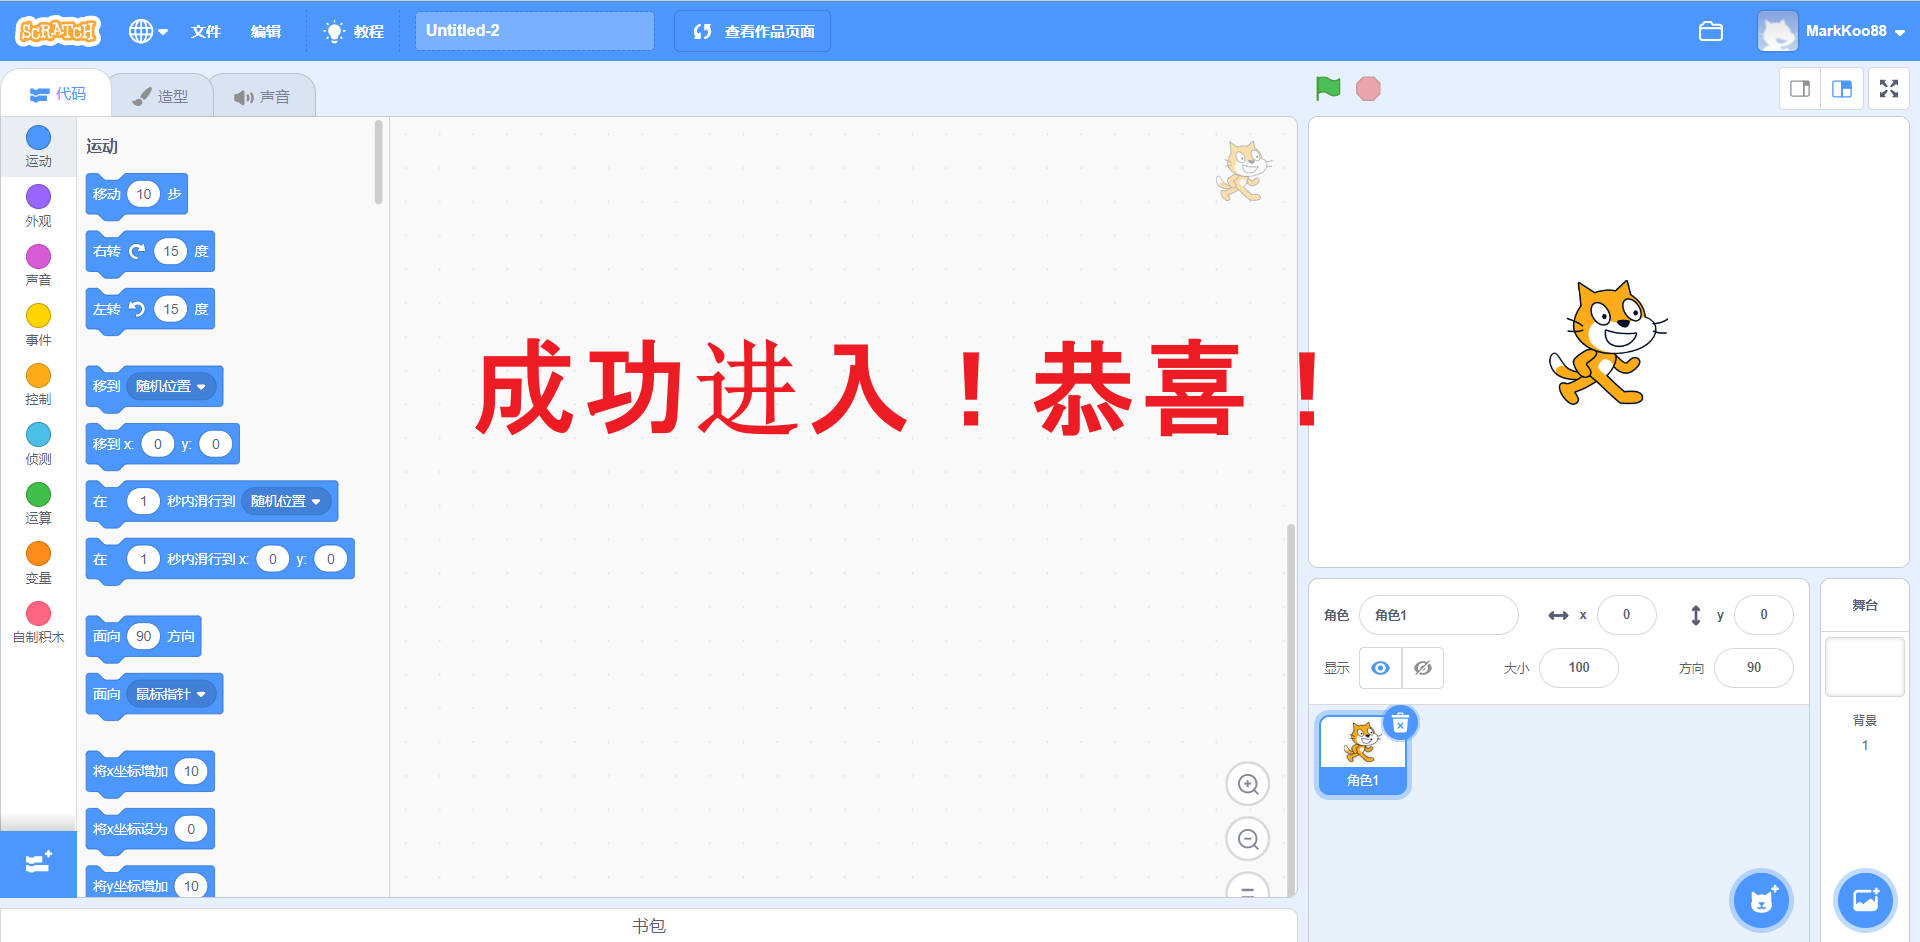 SCRATCH
文件 编辑 教程 Untitled-2 查看作品页面 MarkKoo88
代码 造型 声音
运动
外观
声音
事件
控制
侦测
运算
变量
自制积木
运动
移动 10 步
右转 15 度
左转 15 度
移到 随机位置
移到 x: 0 y: 0
在 1 秒内滑行到 随机位置
在 1 秒内滑行到 x: 0 y: 0
面向 90 方向
面向 鼠标指针
将x坐标增加 10
将x坐标设为 0
将y坐标增加 10
成功进入！恭喜！
书包
角色 角色1 x 0 y 0
显示 大小 100 方向 90
角色1
舞台
背景
1